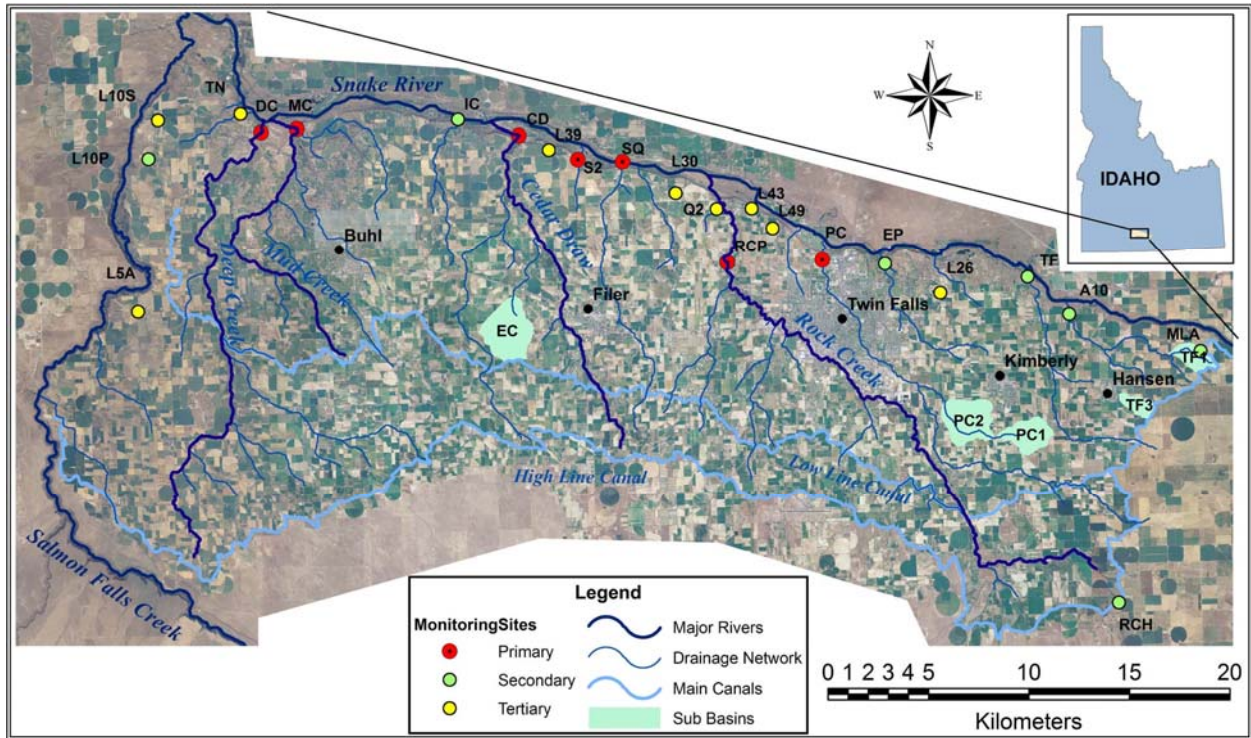 N
W E
S
IDAHO
Snake River
L10S
TN
DC
MC
IC
CD
L39
S2
SQ
L30
L10P
Q2
L43
L49
RCP
PC
EP
L26
TF
A10
MLA
TF1
TF3
L5A
Buhl
Deep Creek
Mud Creek
Cedar Draw
EC
Filer
Twin Falls
Rock Creek
Kimberly
Hansen
PC2
PC1
High Line Canal
Low Line Canal
Salmon Falls Creek
RCH
Legend
MonitoringSites
Primary
Secondary
Tertiary
Major Rivers
Drainage Network
Main Canals
Sub Basins
0 1 2 3 4 5 10 15 20
Kilometers